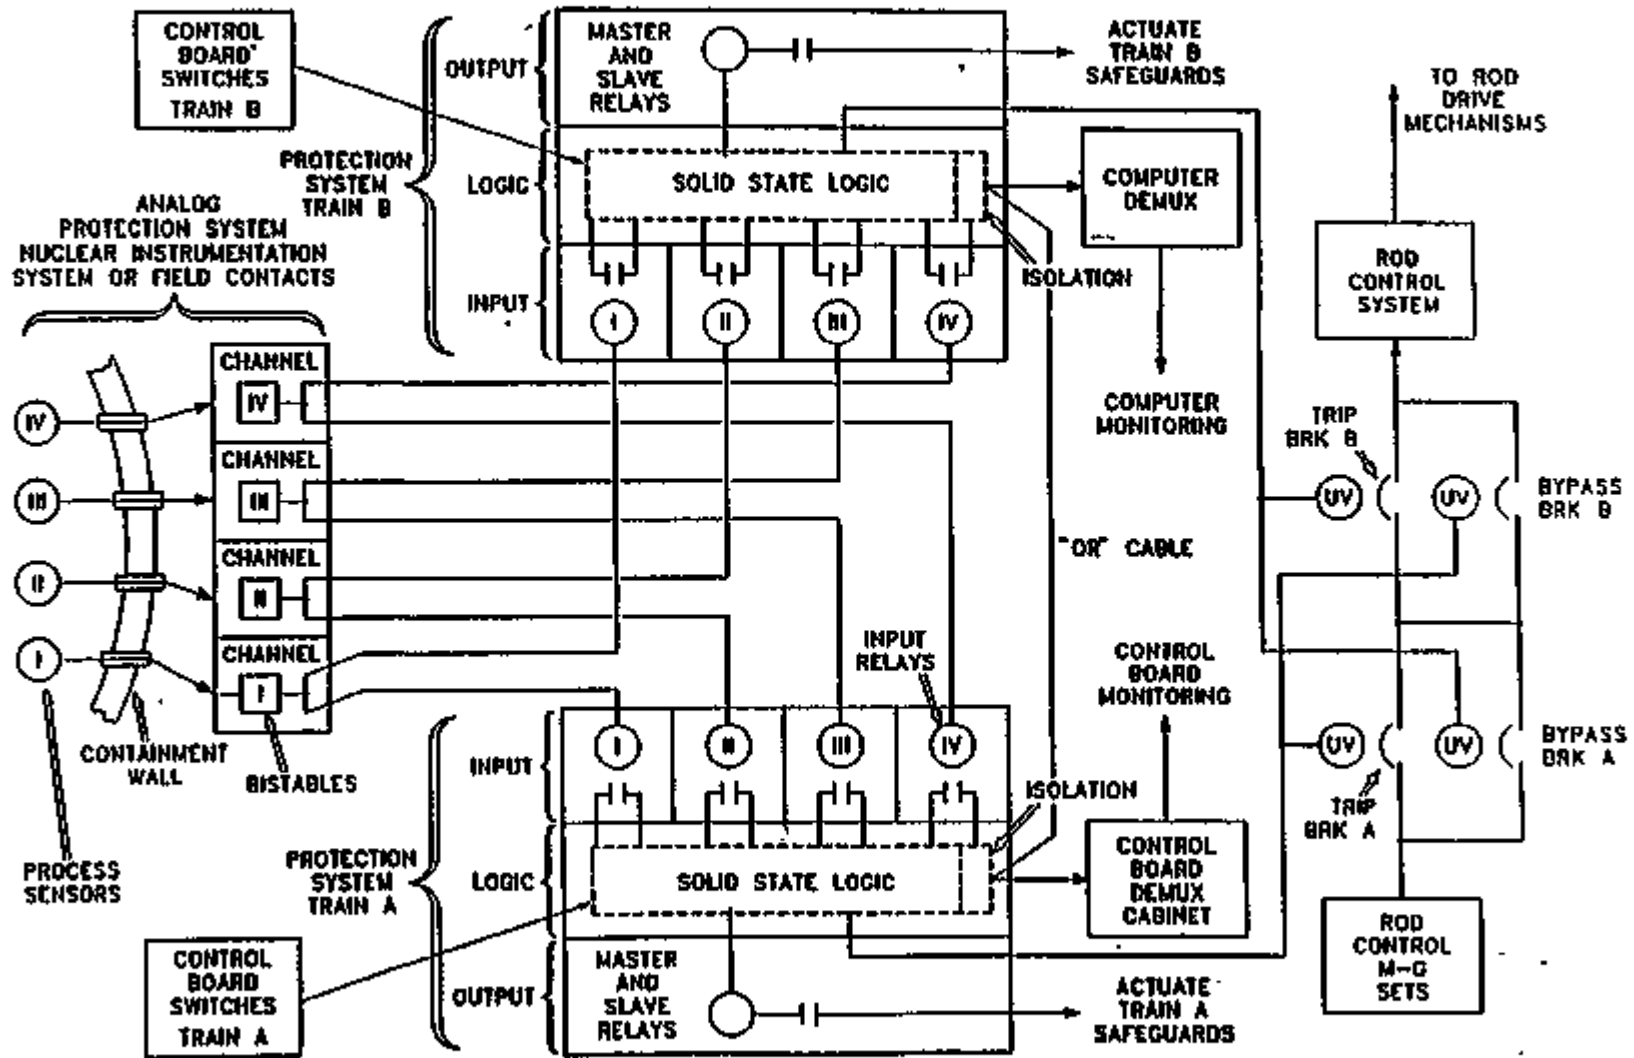 CONTROL
BOARD
SWITCHES
TRAIN B
PROTECTION
SYSTEM
TRAIN B
OUTPUT
LOGIC
INPUT
MASTER
AND
SLAVE
RELAYS
ACTUATE
TRAIN B
SAFEGUARDS
SOLID STATE LOGIC
COMPUTER
DEMUX
ISOLATION
COMPUTER
MONITORING
I
II
III
IV
TO ROD
DRIVE
MECHANISMS
ROD
CONTROL
SYSTEM
ANALOG
PROTECTION SYSTEM
NUCLEAR INSTRUMENTATION
SYSTEM OR FIELD CONTACTS
CHANNEL
IV
CHANNEL
III
CHANNEL
II
CHANNEL
I
IV
III
II
I
PROCESS
SENSORS
CONTAINMENT
WALL
BISTABLES
TRIP
BRK B
UV
UV
BYPASS
BRK B
"OR" CABLE
INPUT
RELAYS
CONTROL
BOARD
MONITORING
UV
UV
BYPASS
BRK A
TRIP
BRK A
I
II
III
IV
INPUT
LOGIC
OUTPUT
PROTECTION
SYSTEM
TRAIN A
ISOLATION
SOLID STATE LOGIC
CONTROL
BOARD
DEMUX
CABINET
ROD
CONTROL
M-G
SETS
CONTROL
BOARD
SWITCHES
TRAIN A
MASTER
AND
SLAVE
RELAYS
ACTUATE
TRAIN A
SAFEGUARDS